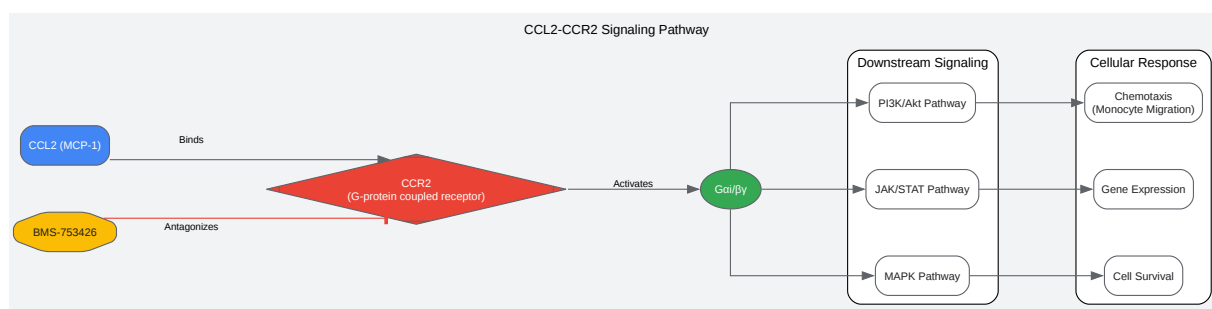 CCL2-CCR2 Signaling Pathway
Downstream Signaling
Cellular Response
PI3K/Akt Pathway
Chemotaxis
(Monocyte Migration)
CCL2 (MCP-1)
Binds
CCR2
(G-protein coupled receptor)
Activates
Gαi/βγ
JAK/STAT Pathway
Gene Expression
BMS-753426
Antagonizes
MAPK Pathway
Cell Survival